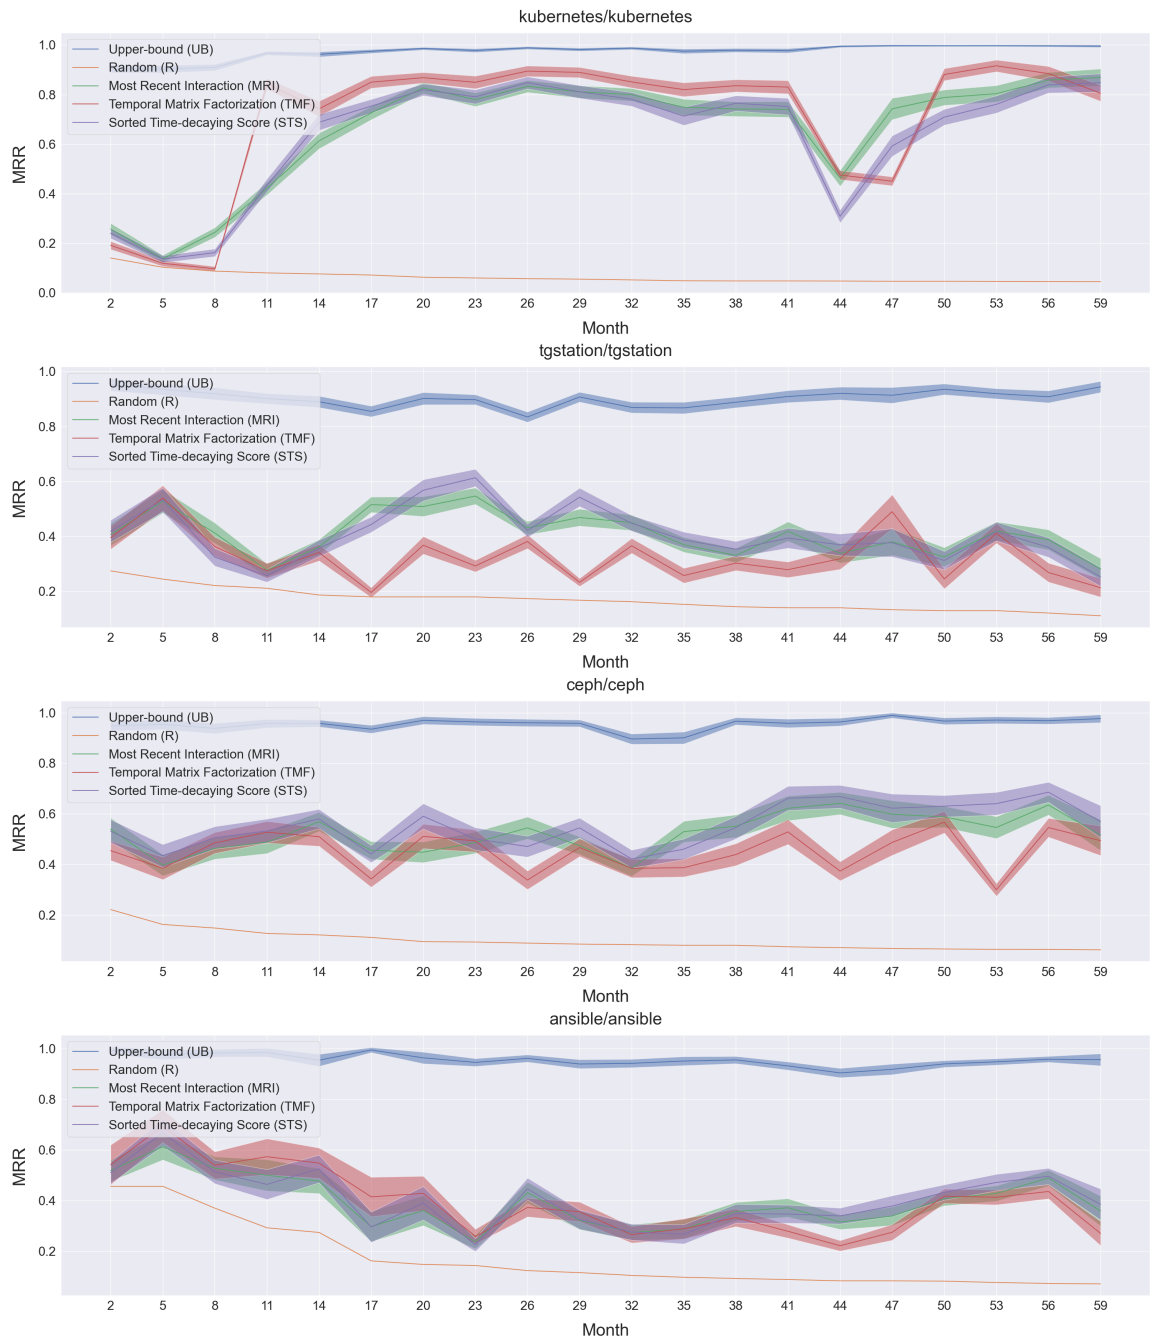 kubernetes/kubernetes
MRR
1.0
0.8
0.6
0.4
0.2
0.0
Upper-bound (UB)
Random (R)
Most Recent Interaction (MRI)
Temporal Matrix Factorization (TMF)
Sorted Time-decaying Score (STS)
2 5 8 11 14 17 20 23 26 29 32 35 38 41 44 47 50 53 56 59
Month
tgstation/tgstation
MRR
1.0
0.8
0.6
0.4
0.2
Upper-bound (UB)
Random (R)
Most Recent Interaction (MRI)
Temporal Matrix Factorization (TMF)
Sorted Time-decaying Score (STS)
2 5 8 11 14 17 20 23 26 29 32 35 38 41 44 47 50 53 56 59
Month
ceph/ceph
MRR
1.0
0.8
0.6
0.4
0.2
Upper-bound (UB)
Random (R)
Most Recent Interaction (MRI)
Temporal Matrix Factorization (TMF)
Sorted Time-decaying Score (STS)
2 5 8 11 14 17 20 23 26 29 32 35 38 41 44 47 50 53 56 59
Month
ansible/ansible
MRR
1.0
0.8
0.6
0.4
0.2
Upper-bound (UB)
Random (R)
Most Recent Interaction (MRI)
Temporal Matrix Factorization (TMF)
Sorted Time-decaying Score (STS)
2 5 8 11 14 17 20 23 26 29 32 35 38 41 44 47 50 53 56 59
Month